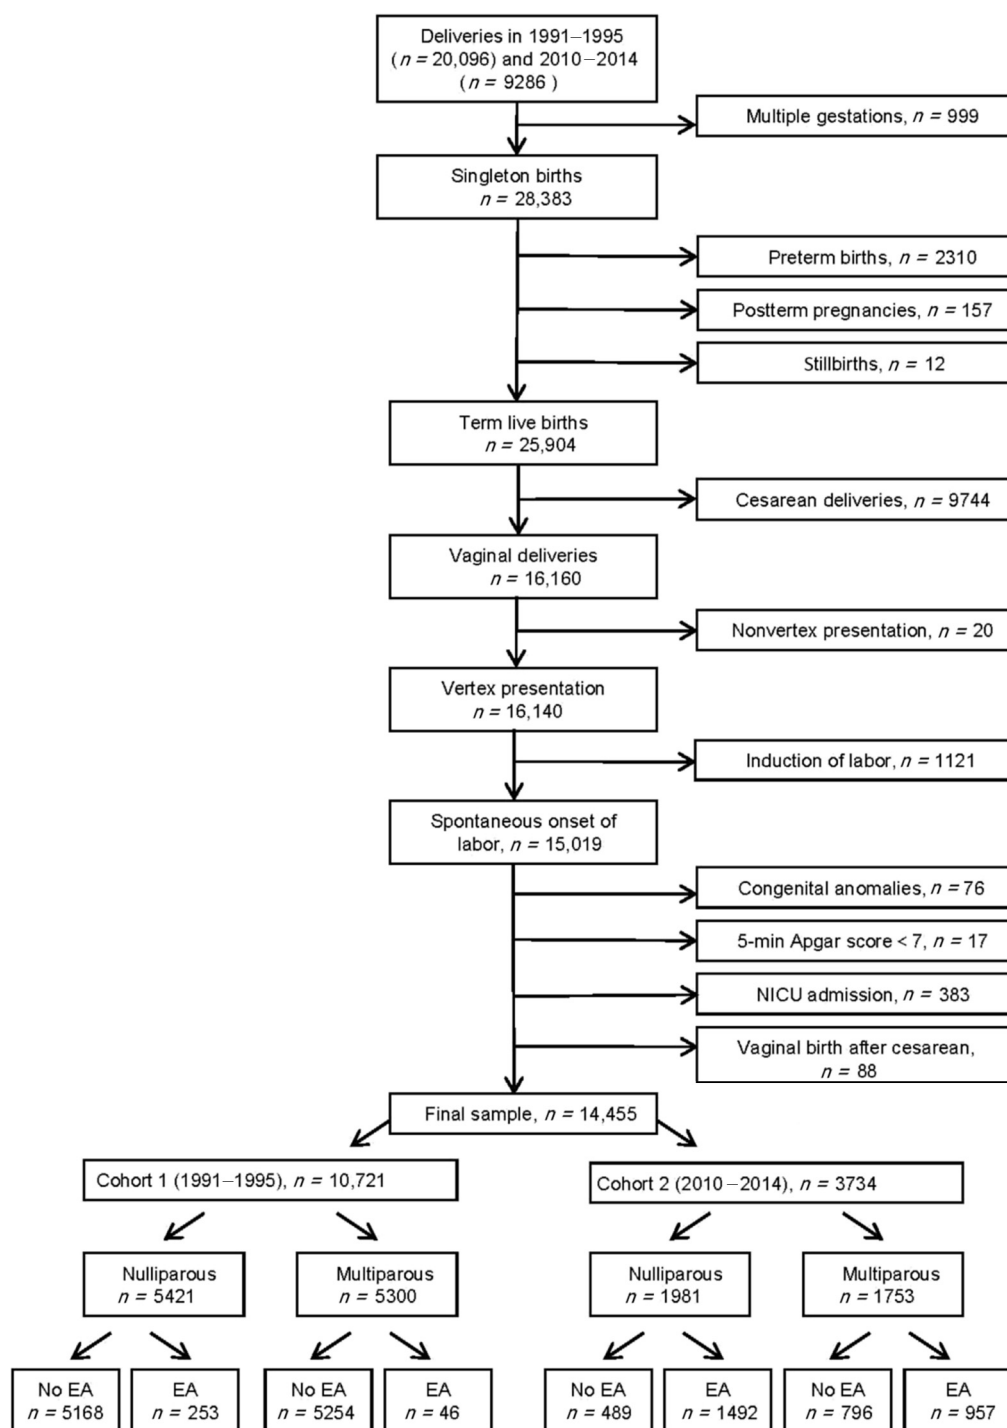 Deliveries in 1991–1995
(n = 20,096) and 2010–2014
(n = 9286 )
Multiple gestations, n = 999
Singleton births
n = 28,383
Preterm births, n = 2310
Postterm pregnancies, n = 157
Stillbirths, n = 12
Term live births
n = 25,904
Cesarean deliveries, n = 9744
Vaginal deliveries
n = 16,160
Nonvertex presentation, n = 20
Vertex presentation
n = 16,140
Induction of labor, n = 1121
Spontaneous onset of
labor, n = 15,019
Congenital anomalies, n = 76
5-min Apgar score < 7, n = 17
NICU admission, n = 383
Vaginal birth after cesarean,
n = 88
Final sample, n = 14,455
Cohort 1 (1991–1995), n = 10,721
Cohort 2 (2010–2014), n = 3734
Nulliparous
n = 5421
Multiparous
n = 5300
Nulliparous
n = 1981
Multiparous
n = 1753
No EA
n = 5168
EA
n = 253
No EA
n = 5254
EA
n = 46
No EA
n = 489
EA
n = 1492
No EA
n = 796
EA
n = 957